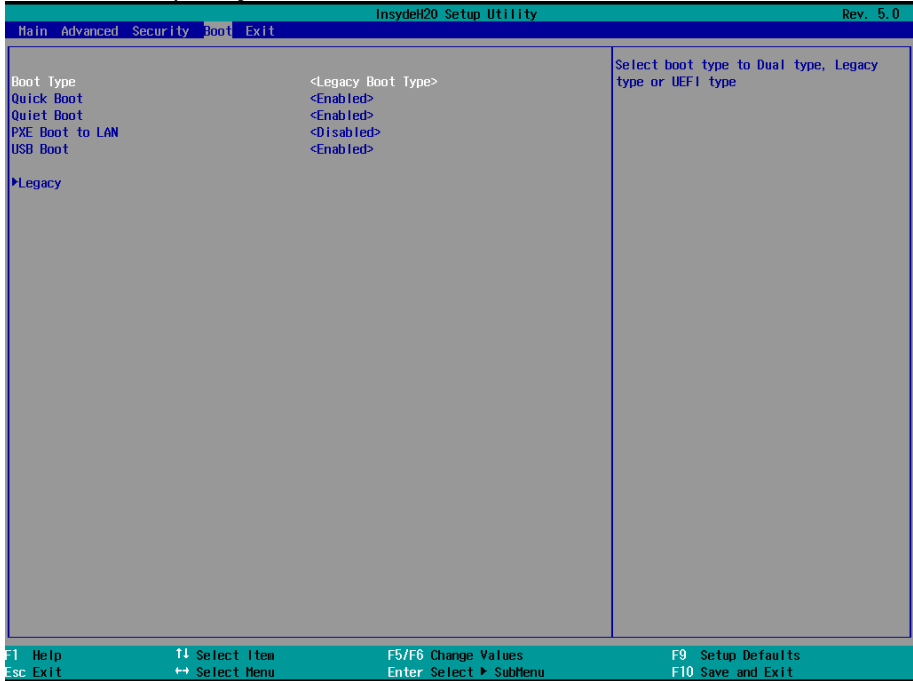 InsydeH2O Setup Utility Rev. 5.0
Main Advanced Security Boot Exit
Select boot type to Dual type, Legacy
type or UEFI type
Boot Type <Legacy Boot Type>
Quick Boot <Enabled>
Quiet Boot <Enabled>
PXE Boot to LAN <Disabled>
USB Boot <Enabled>
▶Legacy
F1 Help ↑↓ Select Item F5/F6 Change Values F9 Setup Defaults
Esc Exit ↔ Select Menu Enter Select ▶ SubMenu F10 Save and Exit